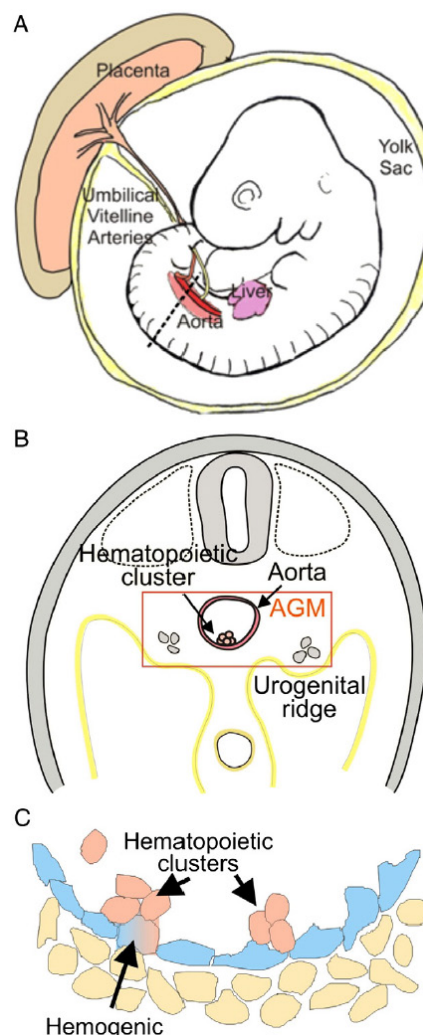 A
Placenta
Yolk
Sac
Umbilical
Vitelline
Arteries
Liver
Aorta
B
Hematopoietic
cluster
Aorta
AGM
Urogenital
ridge
C
Hematopoietic
clusters
Hemogenic